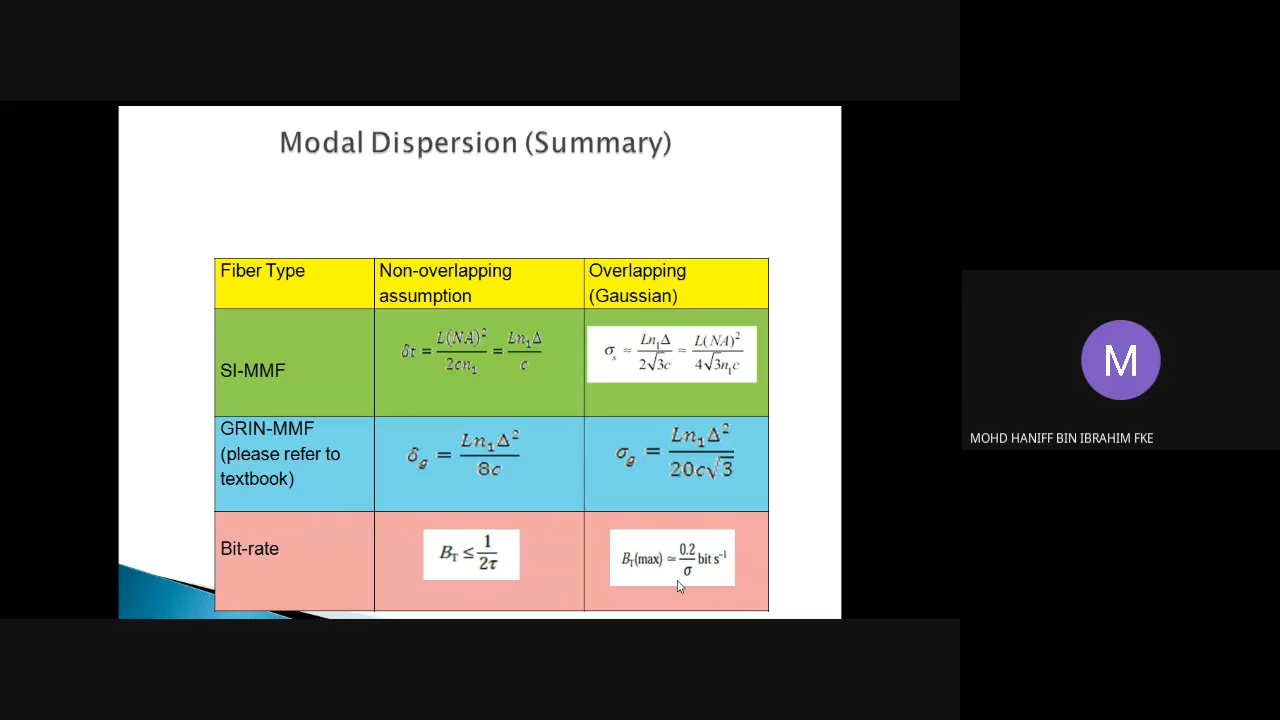 Modal Dispersion (Summary)
Fiber Type
Non-overlapping
assumption
Overlapping
(Gaussian)
SI-MMF
δt = L(NA)²/2cn₁ = Ln₁Δ/c
σₛ ≃ Ln₁Δ/2√3c ≃ L(NA)²/4√3n₁c
GRIN-MMF
(please refer to
textbook)
δg = Ln₁Δ²/8c
σg = Ln₁Δ²/20c√3
Bit-rate
B_T ≤ 1/2τ
B_T(max) ≃ 0.2/σ bit s⁻¹
M
MOHD HANIFF BIN IBRAHIM FKE